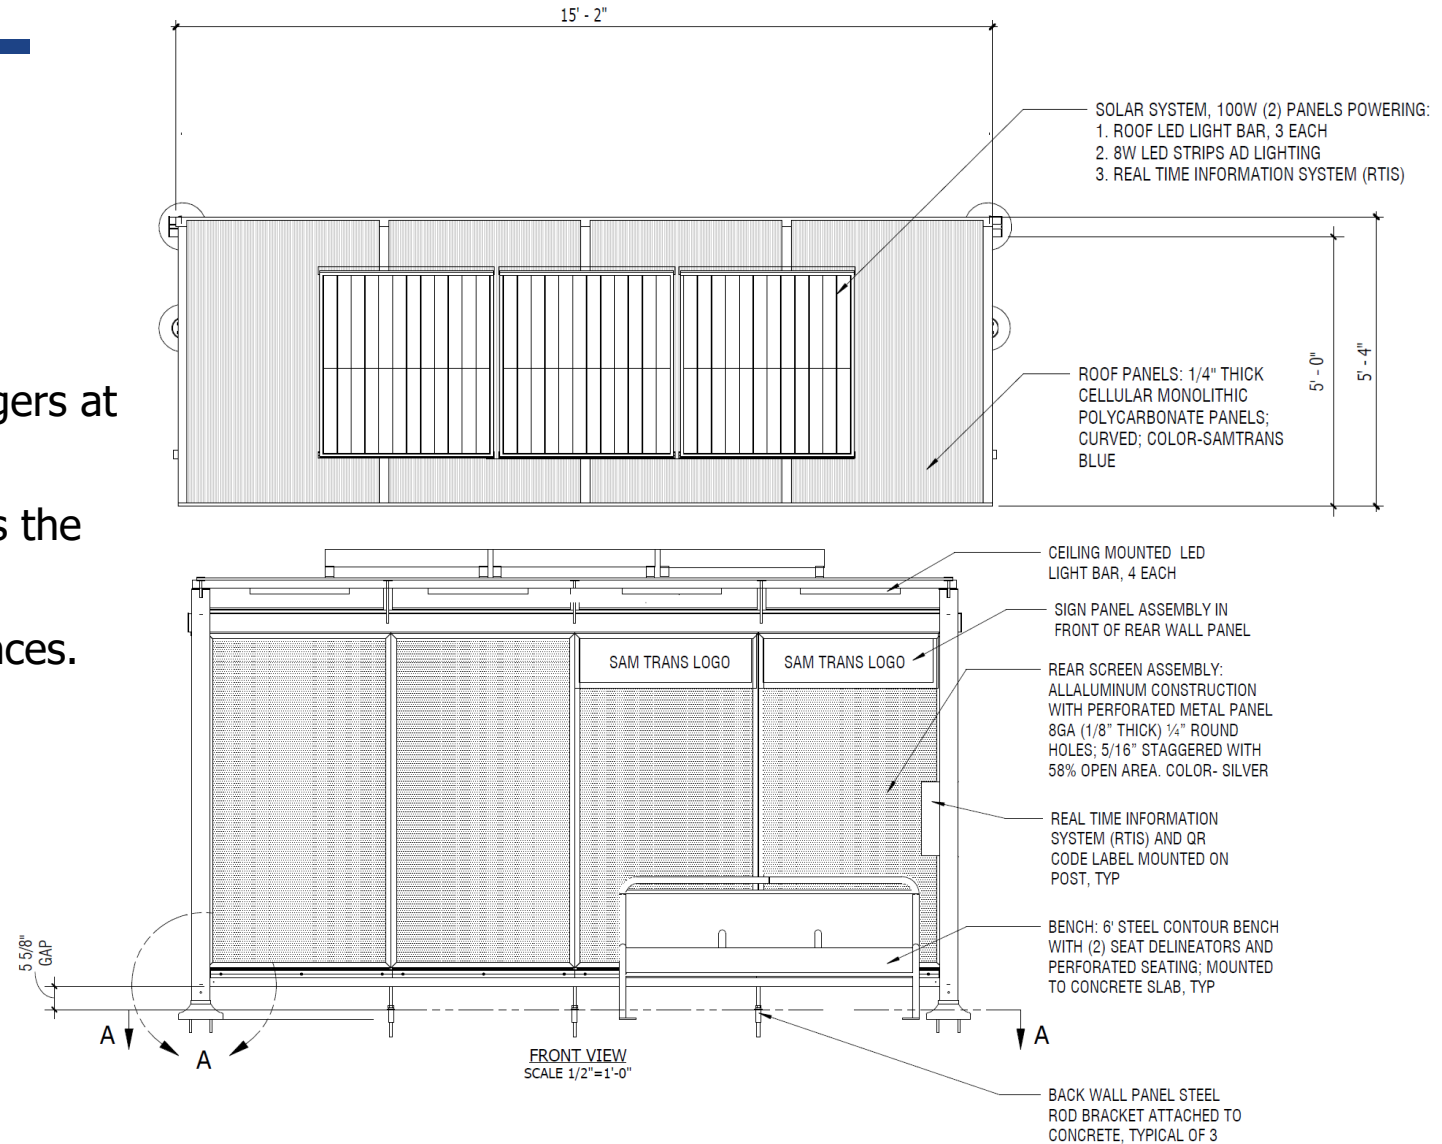 15' - 2"
SOLAR SYSTEM, 100W (2) PANELS POWERING:
1. ROOF LED LIGHT BAR, 3 EACH
2. 8W LED STRIPS AD LIGHTING
3. REAL TIME INFORMATION SYSTEM (RTIS)
5' - 0"
5' - 4"
ROOF PANELS: 1/4" THICK
CELLULAR MONOLITHIC
POLYCARBONATE PANELS;
CURVED; COLOR-SAMTRANS
BLUE
gers at
s the
nces.
CEILING MOUNTED LED
LIGHT BAR, 4 EACH
SIGN PANEL ASSEMBLY IN
FRONT OF REAR WALL PANEL
SAM TRANS LOGO
SAM TRANS LOGO
REAR SCREEN ASSEMBLY:
ALLALUMINUM CONSTRUCTION
WITH PERFORATED METAL PANEL
8GA (1/8” THICK) ¼” ROUND
HOLES; 5/16” STAGGERED WITH
58% OPEN AREA. COLOR- SILVER
REAL TIME INFORMATION
SYSTEM (RTIS) AND QR
CODE LABEL MOUNTED ON
POST, TYP
BENCH: 6' STEEL CONTOUR BENCH
WITH (2) SEAT DELINEATORS AND
PERFORATED SEATING; MOUNTED
TO CONCRETE SLAB, TYP
5 5/8"
GAP
A
A
A
FRONT VIEW
SCALE 1/2"=1'-0"
BACK WALL PANEL STEEL
ROD BRACKET ATTACHED TO
CONCRETE, TYPICAL OF 3